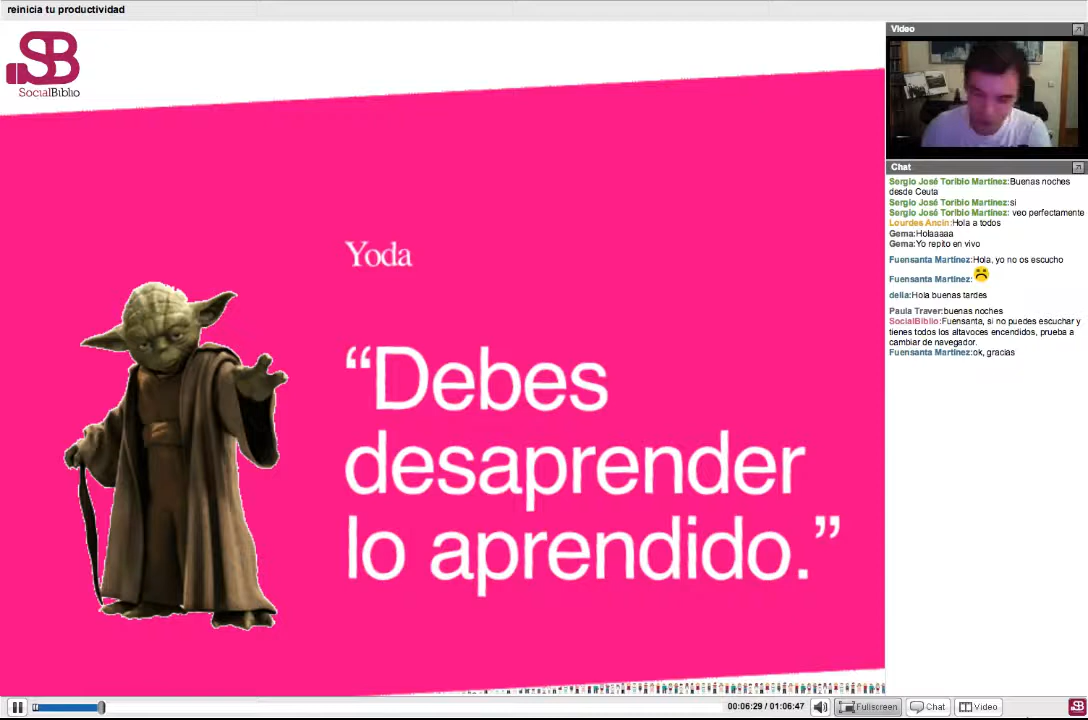 reinicia tu productividad
SB
SocialBiblio
Yoda
“Debes
desaprender
lo aprendido.”
Video
Chat
Sergio José Toribio Martínez:Buenas noches
desde Ceuta
Sergio José Toribio Martínez:si
Sergio José Toribio Martínez: veo perfectamente
Lourdes Ancín:Hola a todos
Gema:Holaaaaa
Gema:Yo repito en vivo
Fuensanta Martínez:Hola, yo no os escucho
Fuensanta Martínez:
della:Hola buenas tardes
Paula Traver:buenas noches
SocialBiblio:Fuensanta, si no puedes escuchar y
tienes todos los altavoces encendidos, prueba a
cambiar de navegador.
Fuensanta Martínez:ok, gracias
00:06:29 / 01:06:47
Fullscreen
Chat
Video
SB